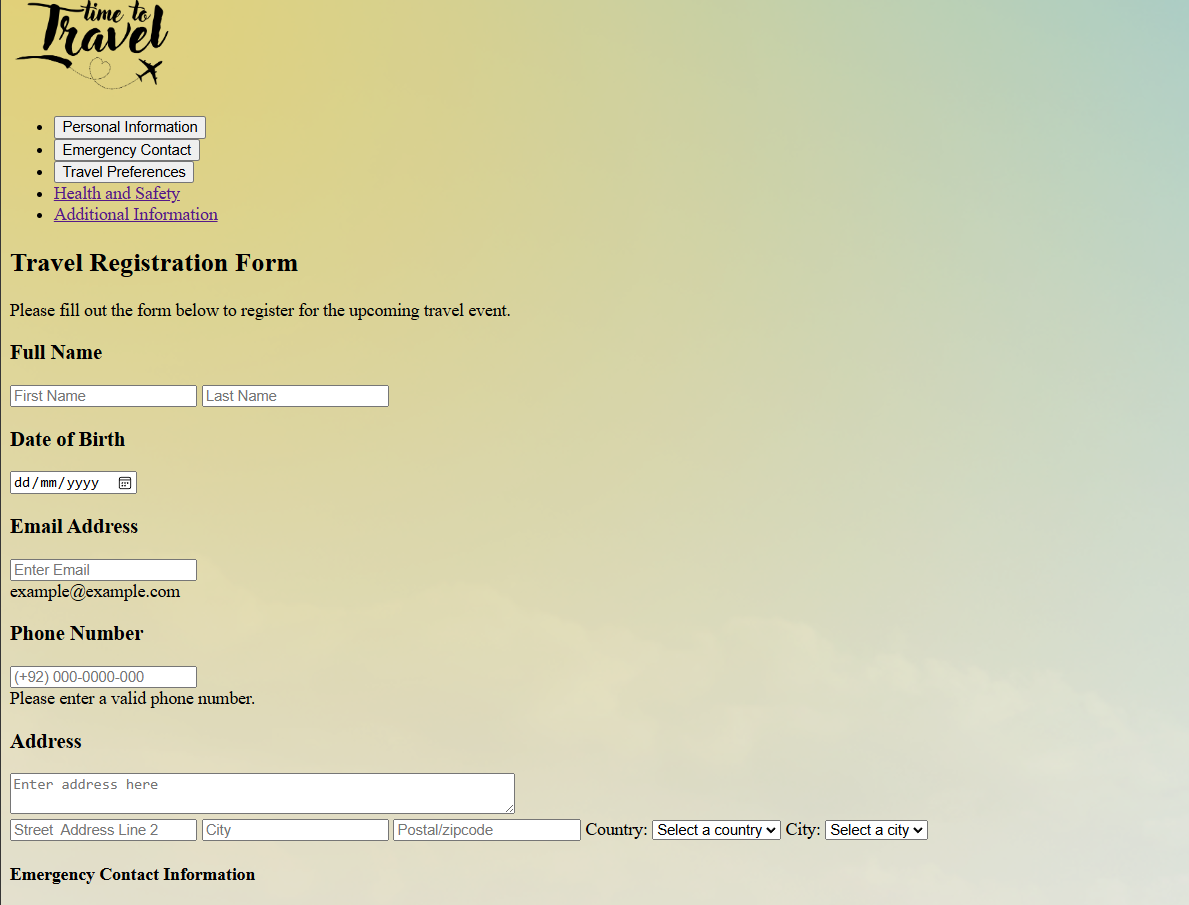 time to
Travel
Personal Information
Emergency Contact
Travel Preferences
Health and Safety
Additional Information
Travel Registration Form
Please fill out the form below to register for the upcoming travel event.
Full Name
First Name Last Name
Date of Birth
dd/mm/yyyy
Email Address
Enter Email
example@example.com
Phone Number
(+92) 000-0000-000
Please enter a valid phone number.
Address
Enter address here
Street  Address Line 2 City Postal/zipcode Country: Select a country City: Select a city
Emergency Contact Information